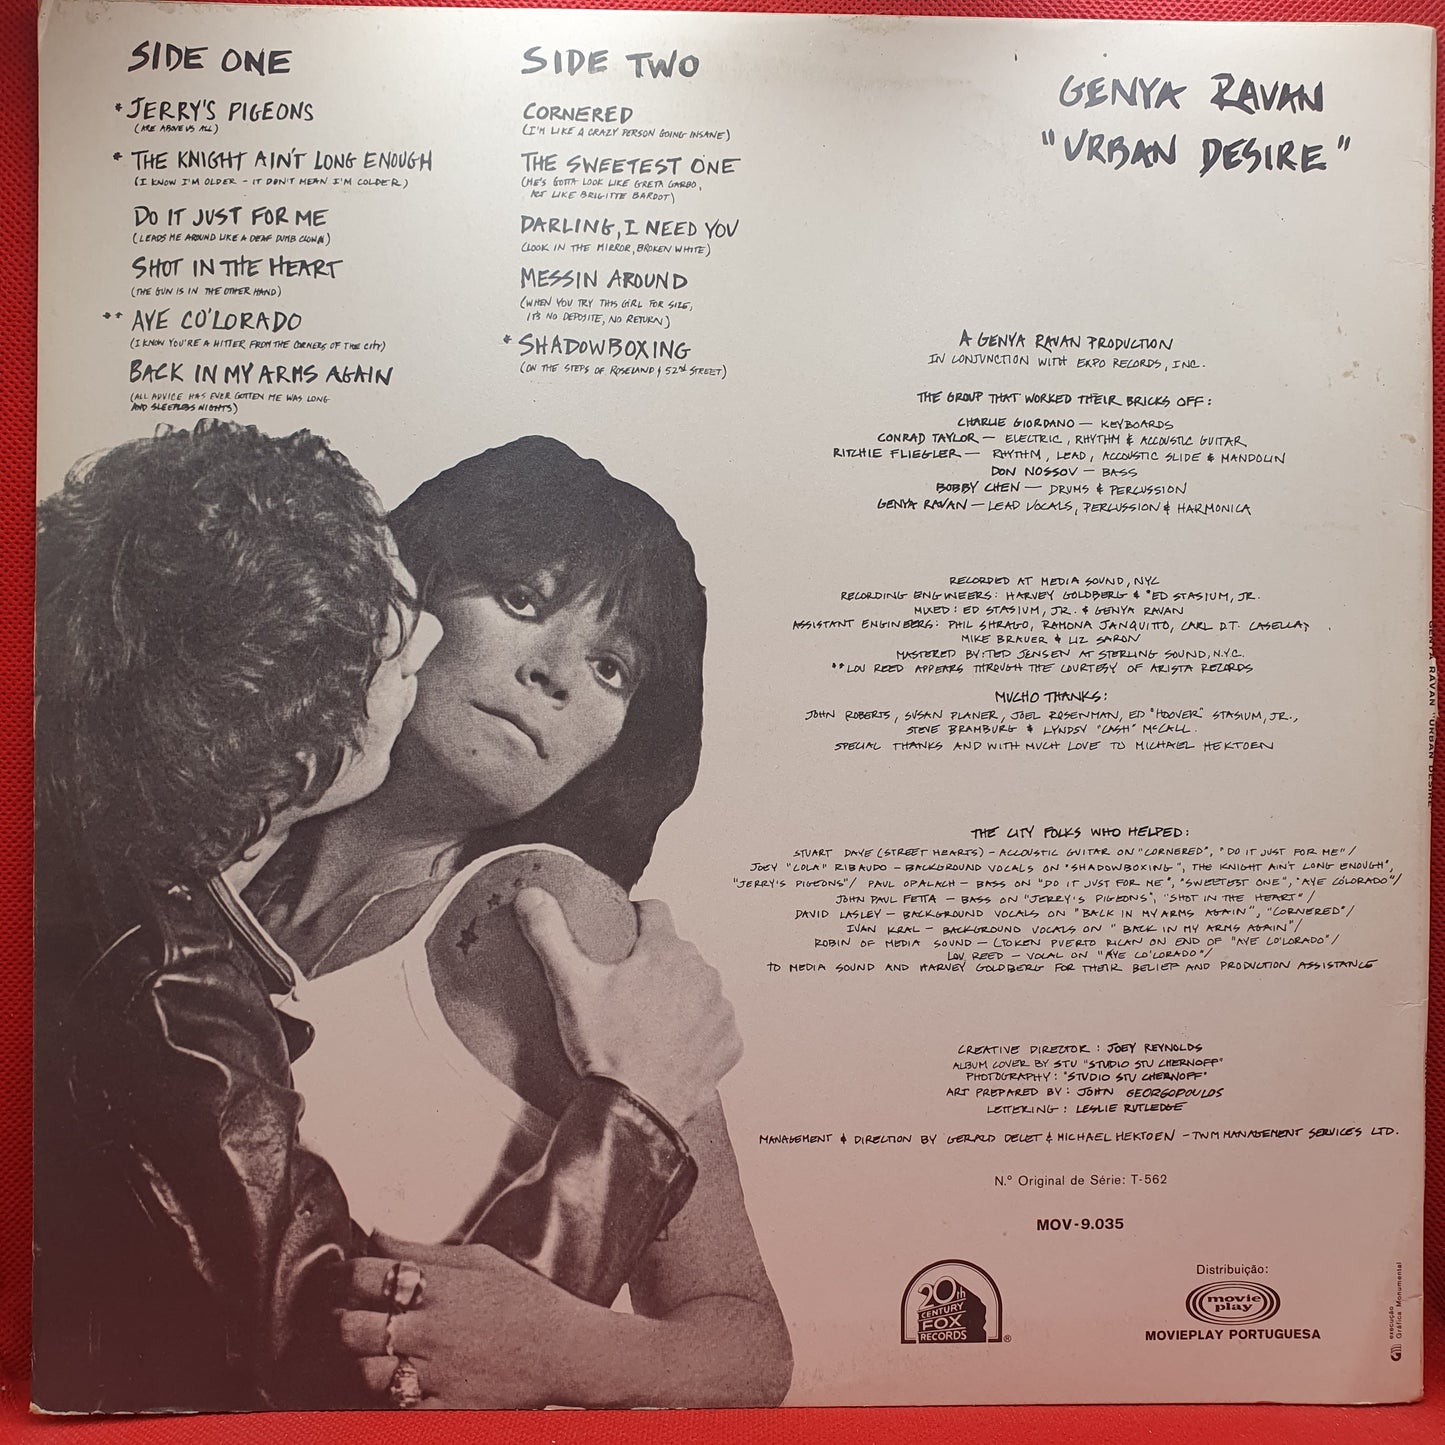 SIDE ONE
* JERRY'S PIGEONS
(ARE ABOVE US ALL)
* THE KNIGHT AIN'T LONG ENOUGH
(I KNOW I'M OLDER - IT DON'T MEAN I'M COLDER)
DO IT JUST FOR ME
(LEADS ME AROUND LIKE A DEAF DUMB CLOWN)
SHOT IN THE HEART
(THE GUN IS IN THE OTHER HAND)
** AYE CO'LORADO
(I KNOW YOU'RE A HITTER FROM THE CORNERS OF THE CITY)
BACK IN MY ARMS AGAIN
(ALL ADVICE HAS EVER GOTTEN ME WAS LONG
AND SLEEPLESS NIGHTS)
SIDE TWO
CORNERED
(I'M LIKE A CRAZY PERSON GOING INSANE)
THE SWEETEST ONE
(HE'S GOTTA LOOK LIKE GRETA GARBO,
ACT LIKE BRIGITTE BARDOT)
DARLING, I NEED YOU
(LOOK IN THE MIRROR, BROKEN WHITE)
MESSIN AROUND
(WHEN YOU TRY THIS GIRL FOR SIZE,
IT'S NO DEPOSITE, NO RETURN)
* SHADOWBOXING
(ON THE STEPS OF ROSELAND & 52nd STREET)
GENYA RAVAN
"URBAN DESIRE"
A GENYA RAVAN PRODUCTION
IN CONJUNCTION WITH EXPO RECORDS, INC.
THE GROUP THAT WORKED THEIR BRICKS OFF:
CHARLIE GIORDANO — KEYBOARDS
CONRAD TAYLOR — ELECTRIC, RHYTHM & ACCOUSTIC GUITAR
RITCHIE FLIEGLER — RHYTHM, LEAD, ACCOUSTIC SLIDE & MANDOLIN
DON NOSSOV — BASS
BOBBY CHEN — DRUMS & PERCUSSION
GENYA RAVAN — LEAD VOCALS, PERCUSSION & HARMONICA
RECORDED AT MEDIA SOUND, NYC
RECORDING ENGINEERS: HARVEY GOLDBERG & *ED STASIUM, JR.
MIXED: ED STASIUM, JR. & GENYA RAVAN
ASSISTANT ENGINEERS: PHIL SHRAGO, RAMONA JANQUITTO, CARL D.T. CASELLA,
MIKE BRAUER & LIZ SARON
MASTERED BY: TED JENSEN AT STERLING SOUND, N.Y.C.
**LOU REED APPEARS THROUGH THE COURTESY OF ARISTA RECORDS
MUCHO THANKS:
JOHN ROBERTS, SUSAN PLANER, JOEL ROSENMAN, ED "HOOVER" STASIUM, JR.,
STEVE BRAMBURG & LYNDSY "CASH" McCALL.
SPECIAL THANKS AND WITH MUCH LOVE TO MICHAEL HEKTOEN
THE CITY FOLKS WHO HELPED:
STUART DAYE (STREET HEARTS) - ACCOUSTIC GUITAR ON "CORNERED", "DO IT JUST FOR ME"/
JOEY "COLA" RIBAUDO - BACKGROUND VOCALS ON "SHADOWBOXING", THE KNIGHT AIN'T LONG ENOUGH",
"JERRY'S PIGEONS"/ PAUL OPALACH - BASS ON "DO IT JUST FOR ME", "SWEETEST ONE", "AYE CO'LORADO"/
JOHN PAUL FETTA - BASS ON "JERRY'S PIGEONS", "SHOT IN THE HEART"/
DAVID LASLEY - BACKGROUND VOCALS ON "BACK IN MY ARMS AGAIN", "CORNERED"/
IVAN KRAL - BACKGROUND VOCALS ON "BACK IN MY ARMS AGAIN"/
ROBIN OF MEDIA SOUND - (TOKEN PUERTO RICAN ON END OF "AYE CO'LORADO"/
LOU REED - VOCAL ON "AYE CO'LORADO"/
TO MEDIA SOUND AND HARVEY GOLDBERG FOR THEIR BELIEF AND PRODUCTION ASSISTANCE
CREATIVE DIRECTOR: JOEY REYNOLDS
ALBUM COVER BY STU "STUDIO STU CHERNOFF"
PHOTOGRAPHY: "STUDIO STU CHERNOFF"
ART PREPARED BY: JOHN GEORGOPOULOS
LETTERING: LESLIE RUTLEDGE
MANAGEMENT & DIRECTION BY GERALD DELET & MICHAEL HEKTOEN - TWM MANAGEMENT SERVICES LTD.
N.º Original de Série: T-562
MOV-9.035
20th
CENTURY
FOX
RECORDS
®
Distribuição:
movie
play
MOVIEPLAY PORTUGUESA
execução
Gráfica Monumental
GENYA RAVAN "URBAN DESIRE"